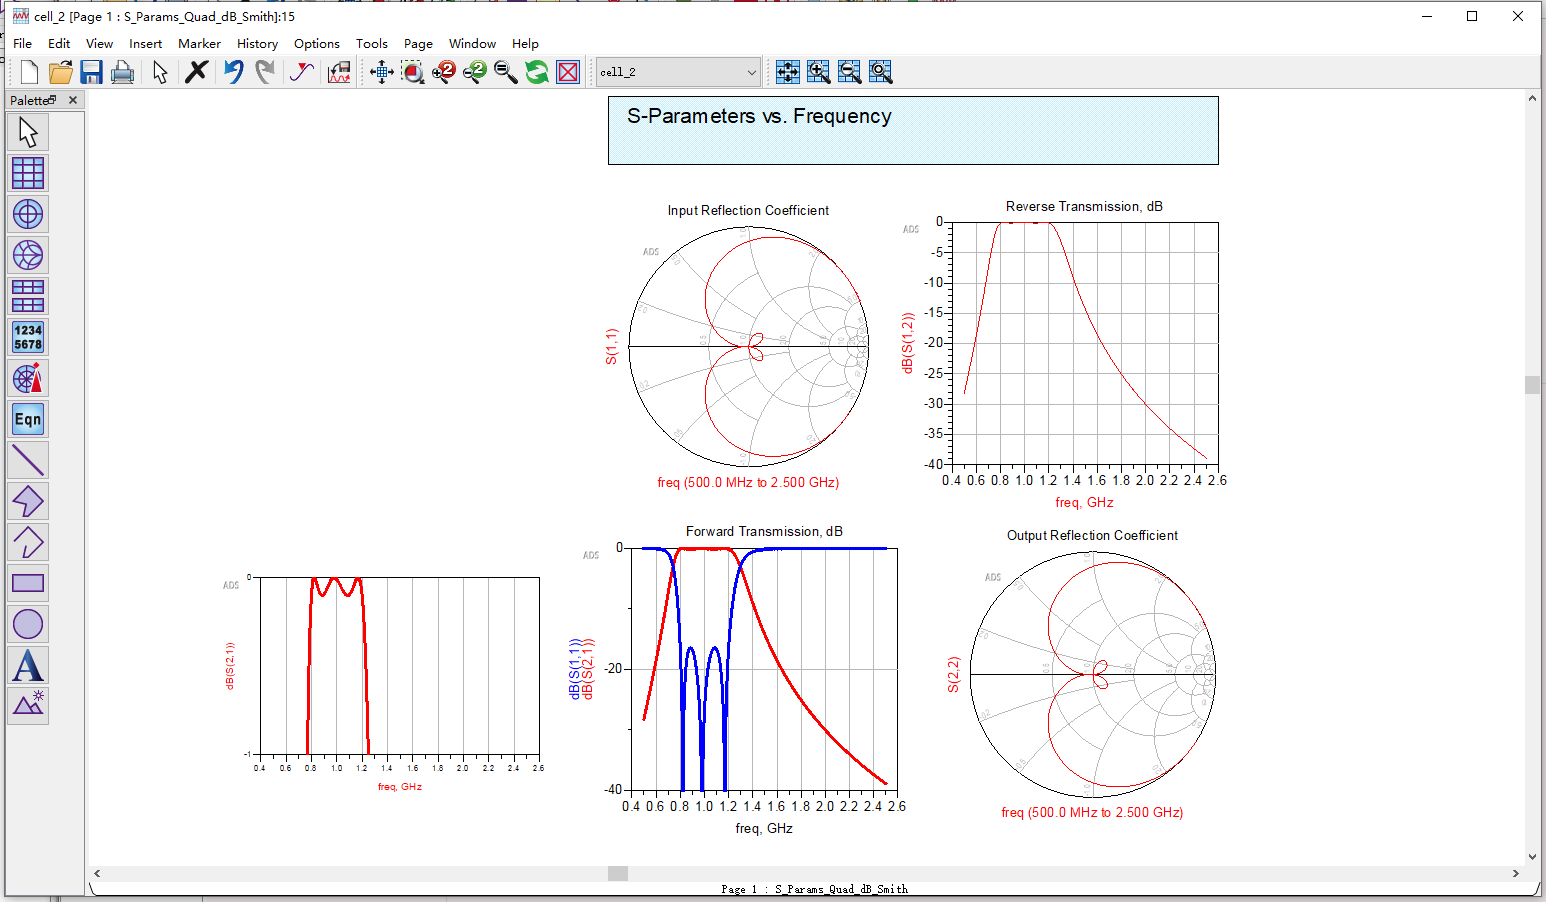 cell_2 [Page 1 : S_Params_Quad_dB_Smith]:15
File Edit View Insert Marker History Options Tools Page Window Help
+2 -2 cell_2
Palette
1234
5678
Eqn
A
S-Parameters vs. Frequency
Input Reflection Coefficient
ADS
S(1,1)
freq (500.0 MHz to 2.500 GHz)
Reverse Transmission, dB
ADS
dB(S(1,2))
0
-5
-10
-15
-20
-25
-30
-35
-40
0.4 0.6 0.8 1.0 1.2 1.4 1.6 1.8 2.0 2.2 2.4 2.6
freq, GHz
ADS
dB(S(2,1))
0
-1
0.4 0.6 0.8 1.0 1.2 1.4 1.6 1.8 2.0 2.2 2.4 2.6
freq, GHz
Forward Transmission, dB
ADS
dB(S(1,1))
dB(S(2,1))
0
-20
-40
0.4 0.6 0.8 1.0 1.2 1.4 1.6 1.8 2.0 2.2 2.4 2.6
freq, GHz
Output Reflection Coefficient
ADS
S(2,2)
freq (500.0 MHz to 2.500 GHz)
Page 1 : S_Params_Quad_dB_Smith